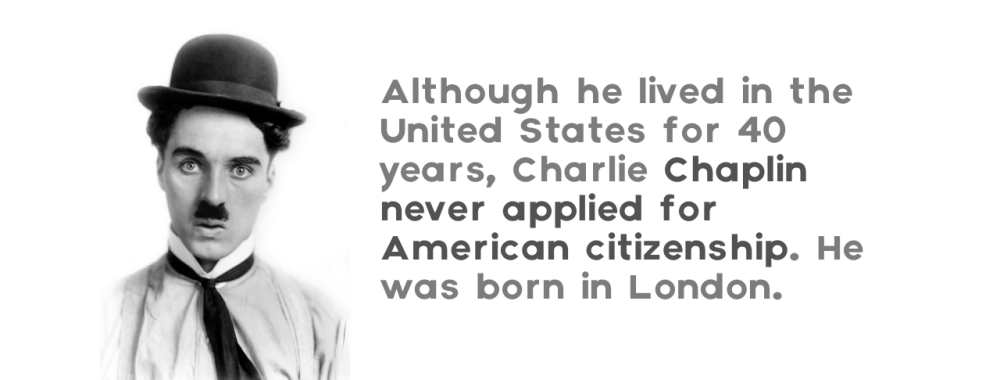 Although he lived in the
United States for 40
years, Charlie Chaplin
never applied for
American citizenship. He
was born in London.